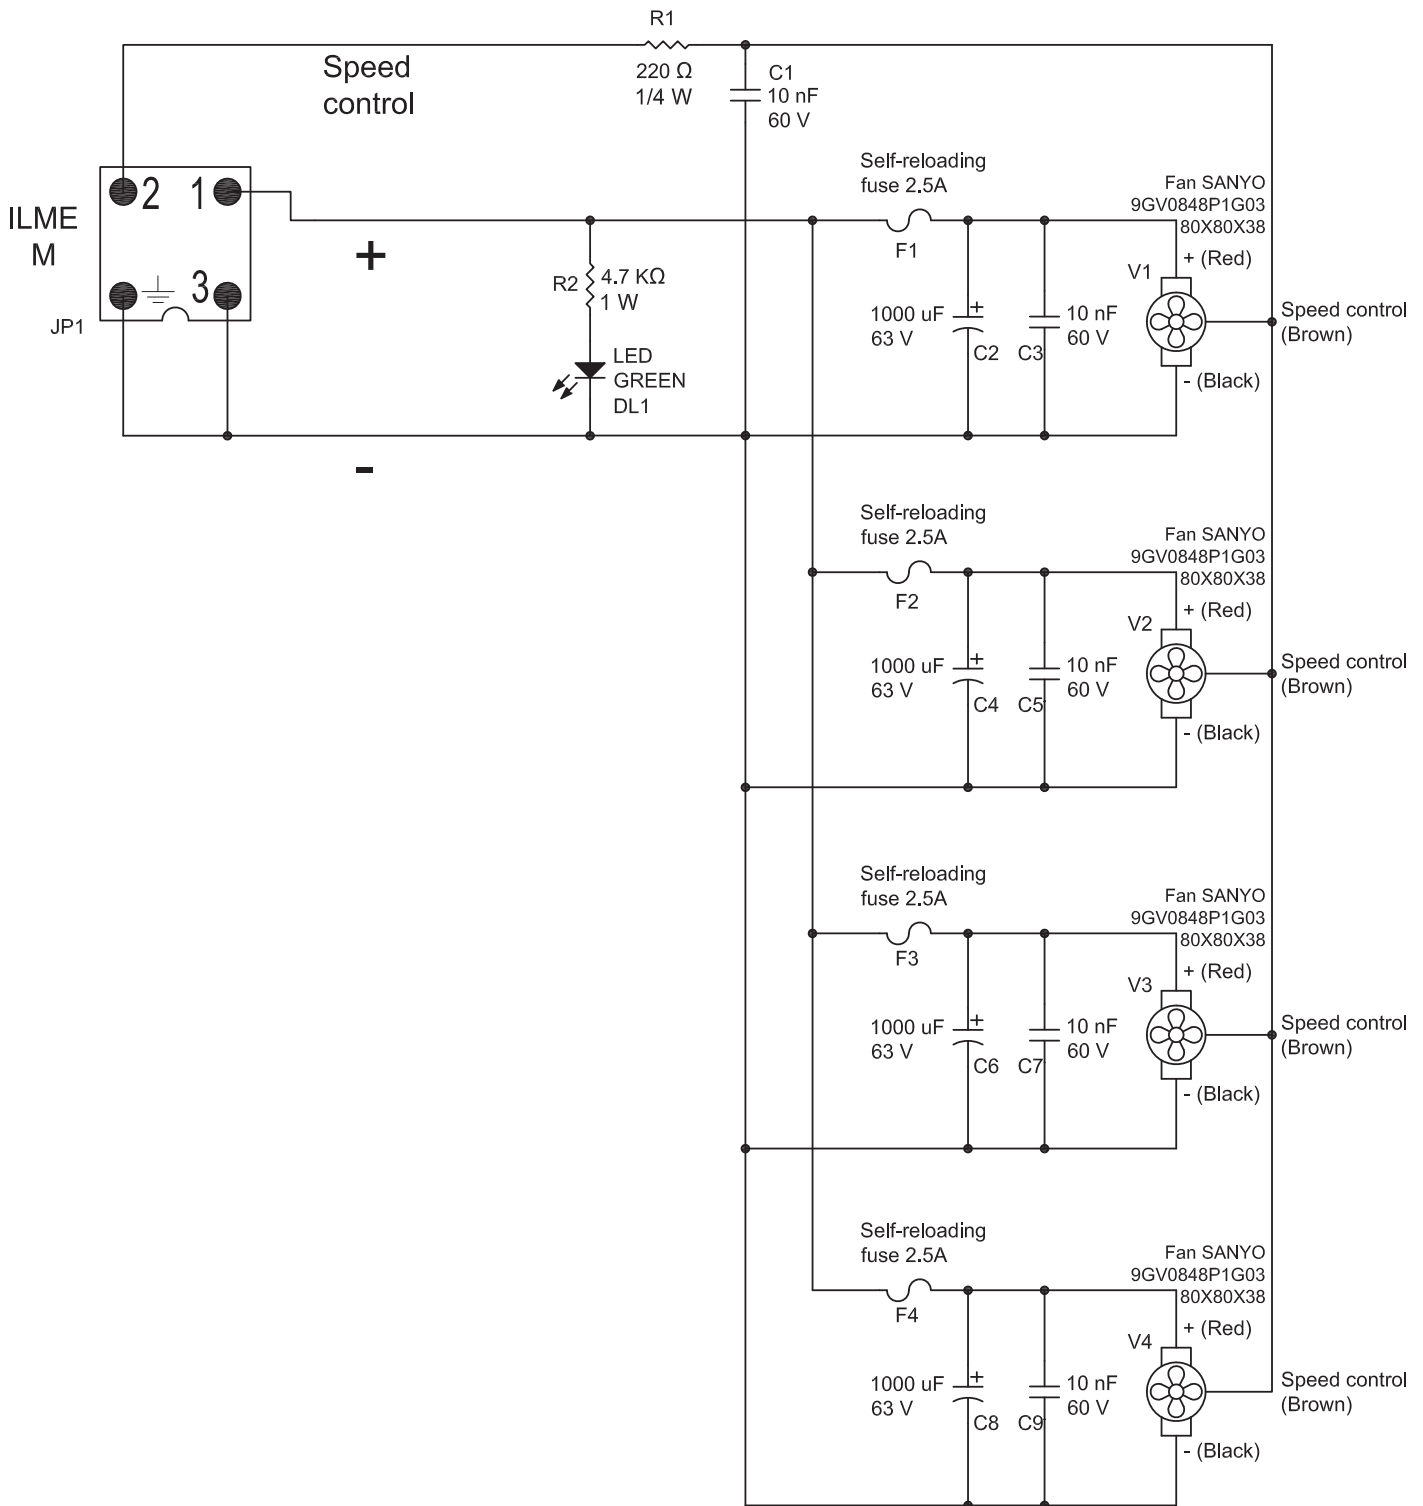 R1
Speed
control
220 Ω
1/4 W
C1
10 nF
60 V
2
1
3
ILME
M
JP1
+
-
R2
4.7 KΩ
1 W
LED
GREEN
DL1
Self-reloading
fuse 2.5A
F1
Fan SANYO
9GV0848P1G03
80X80X38
+ (Red)
V1
1000 uF
63 V
+
C2
C3
10 nF
60 V
Speed control
(Brown)
- (Black)
Self-reloading
fuse 2.5A
F2
Fan SANYO
9GV0848P1G03
80X80X38
+ (Red)
V2
1000 uF
63 V
+
C4
C5
10 nF
60 V
Speed control
(Brown)
- (Black)
Self-reloading
fuse 2.5A
F3
Fan SANYO
9GV0848P1G03
80X80X38
+ (Red)
V3
1000 uF
63 V
+
C6
C7
10 nF
60 V
Speed control
(Brown)
- (Black)
Self-reloading
fuse 2.5A
F4
Fan SANYO
9GV0848P1G03
80X80X38
+ (Red)
V4
1000 uF
63 V
+
C8
C9
10 nF
60 V
Speed control
(Brown)
- (Black)